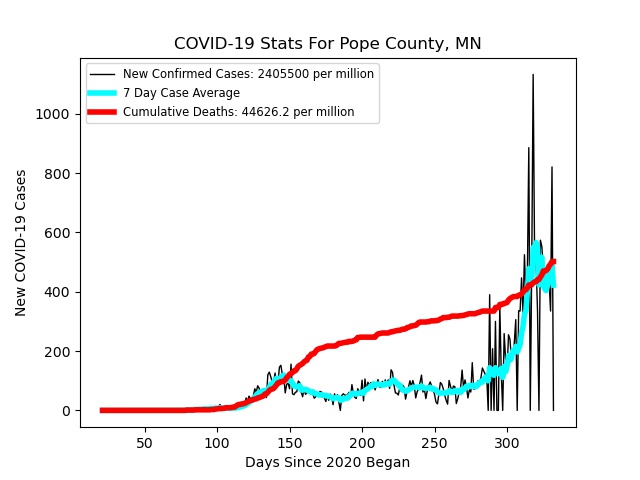 COVID-19 Stats For Pope County, MN
New Confirmed Cases: 2405500 per million
7 Day Case Average
Cumulative Deaths: 44626.2 per million
New COVID-19 Cases
1000
800
600
400
200
0
50 100 150 200 250 300
Days Since 2020 Began